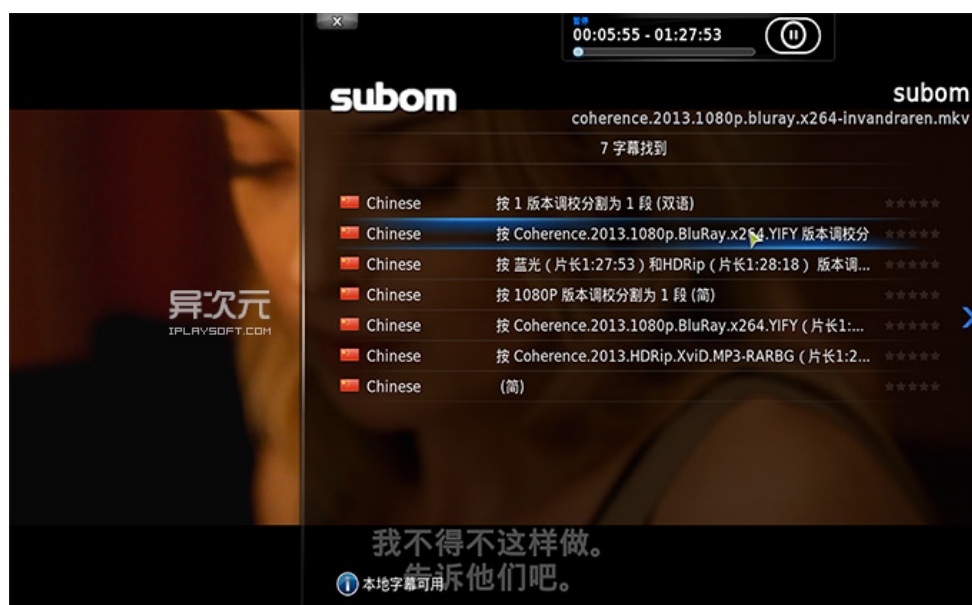 x
暂停
00:05:55 - 01:27:53
subom
subom
coherence.2013.1080p.bluray.x264-invandraren.mkv
7 字幕找到
Chinese 按 1 版本调校分割为 1 段 (双语)
Chinese 按 Coherence.2013.1080p.BluRay.x264.YIFY 版本调校分
Chinese 按 蓝光（片长1:27:53）和HDRip（片长1:28:18） 版本调...
Chinese 按 1080P 版本调校分割为 1 段 (简)
Chinese 按 Coherence.2013.1080p.BluRay.x264.YIFY（片长1:...
Chinese 按 Coherence.2013.HDRip.XviD.MP3-RARBG（片长1:2...
Chinese (简)
异次元
IPLAYSOFT.COM
我不得不这样做。
告诉他们吧。
本地字幕可用